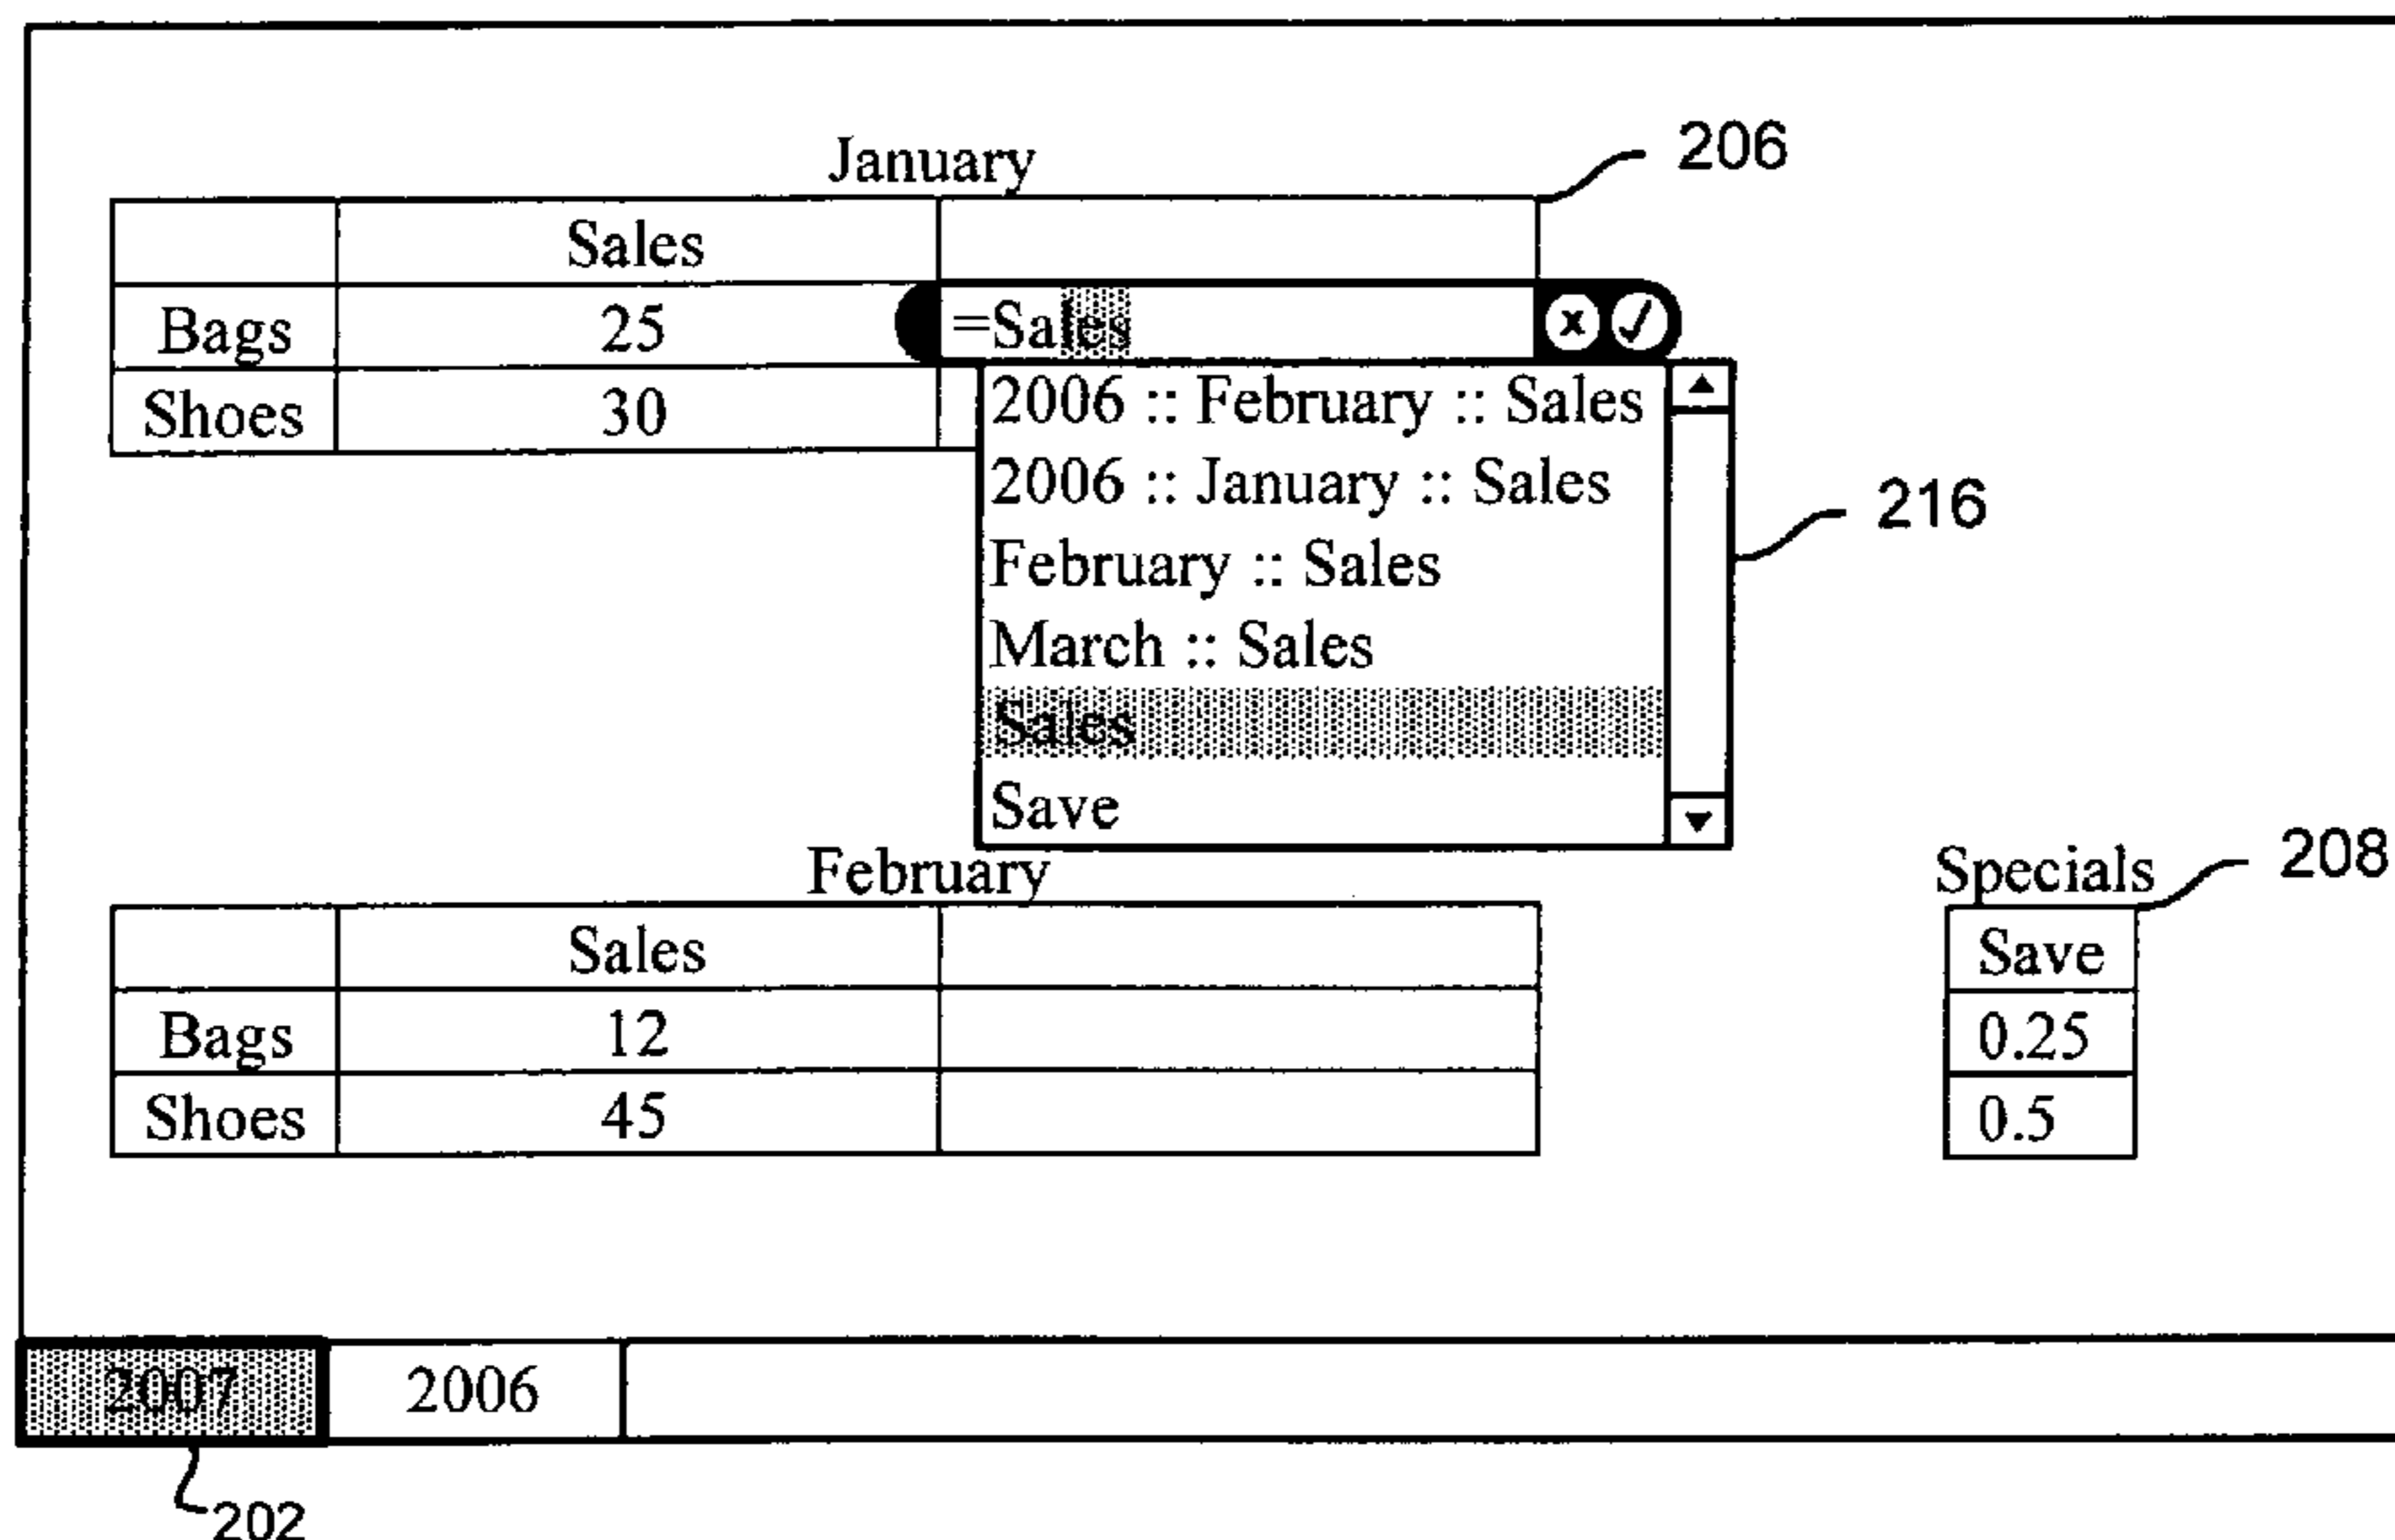 January
206
Sales
Bags 25 =Sales x ✓
Shoes 30
2006 :: February :: Sales
2006 :: January :: Sales
February :: Sales
March :: Sales
Sales
Save
216
February
Sales
Bags 12
Shoes 45
Specials
208
Save
0.25
0.5
2007 2006
202